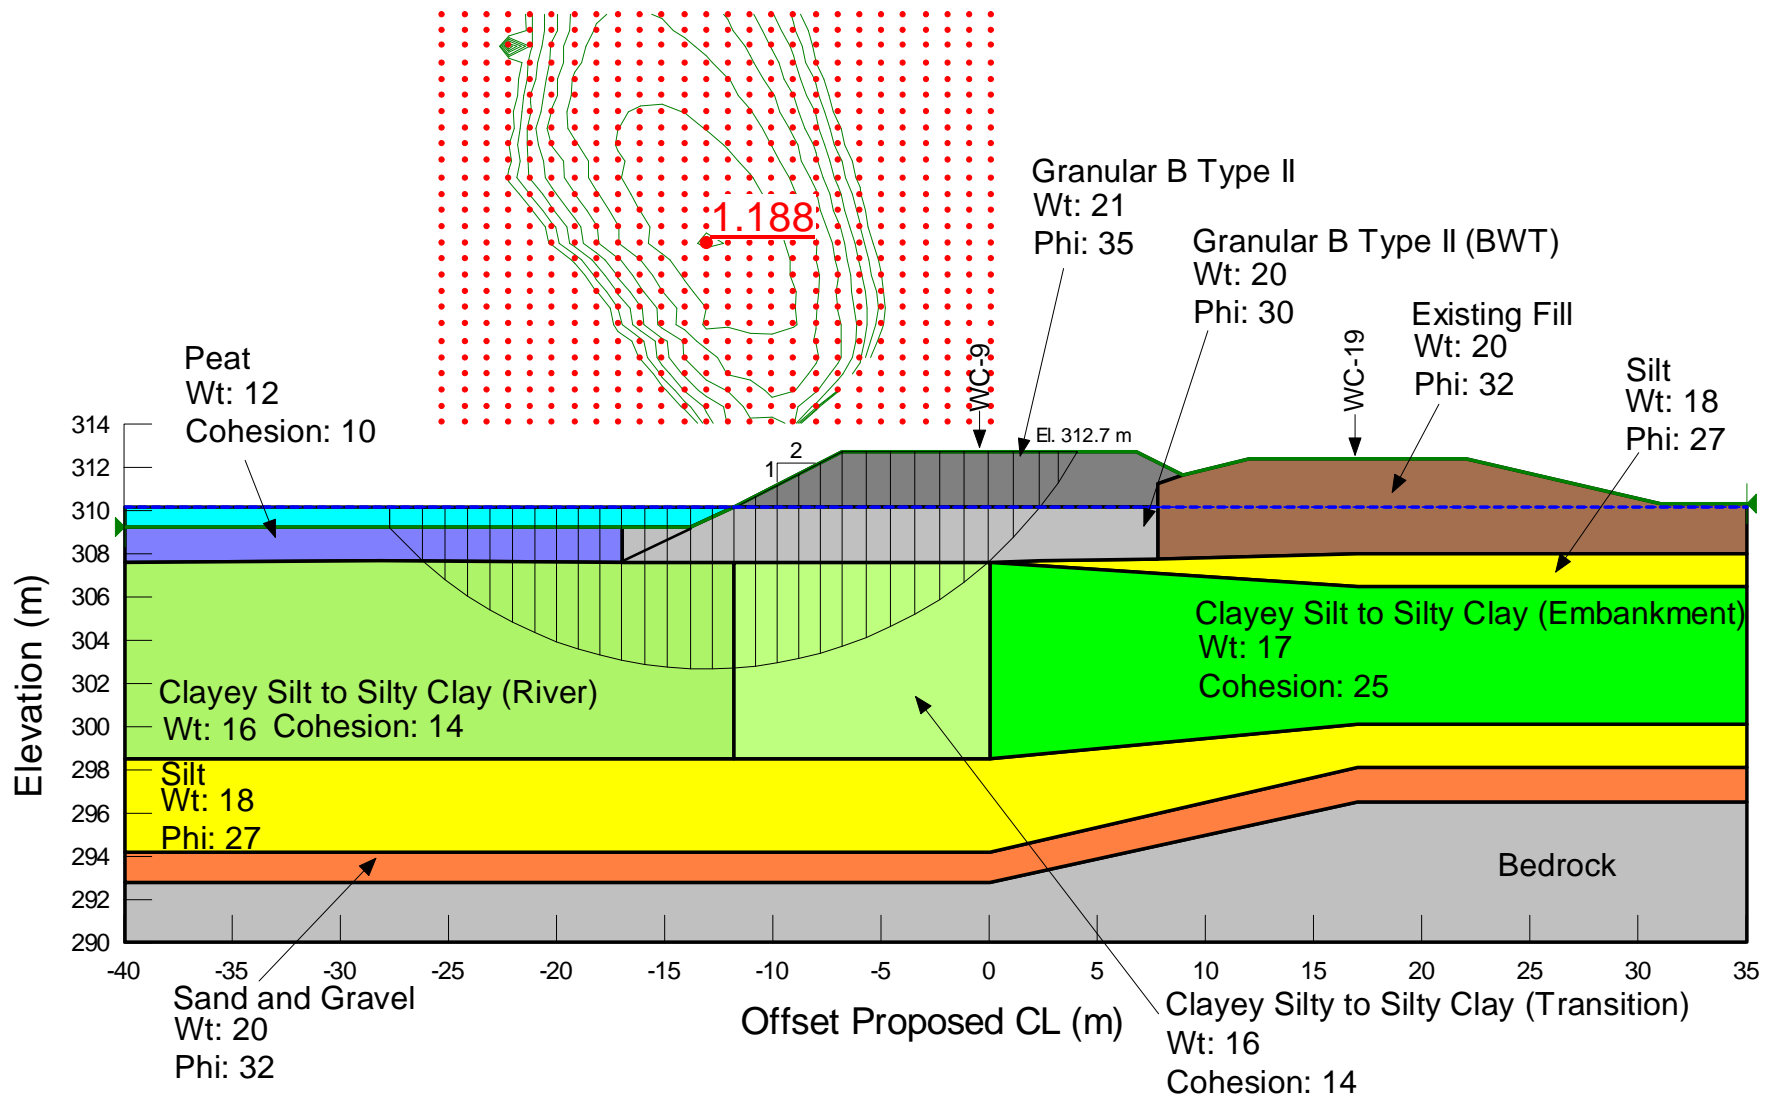 1.188
Granular B Type II
Wt: 21
Phi: 35
Granular B Type II (BWT)
Wt: 20
Phi: 30
Existing Fill
Wt: 20
Phi: 32
Silt
Wt: 18
Phi: 27
Peat
Wt: 12
Cohesion: 10
WC-9
WC-19
El. 312.7 m
2
1
314
312
310
308
306
304
302
300
298
296
294
292
290
Elevation (m)
Clayey Silt to Silty Clay (Embankment)
Wt: 17
Cohesion: 25
Clayey Silt to Silty Clay (River)
Wt: 16 Cohesion: 14
Silt
Wt: 18
Phi: 27
Bedrock
-40 -35 -30 -25 -20 -15 -10 -5 0 5 10 15 20 25 30 35
Offset Proposed CL (m)
Sand and Gravel
Wt: 20
Phi: 32
Clayey Silty to Silty Clay (Transition)
Wt: 16
Cohesion: 14